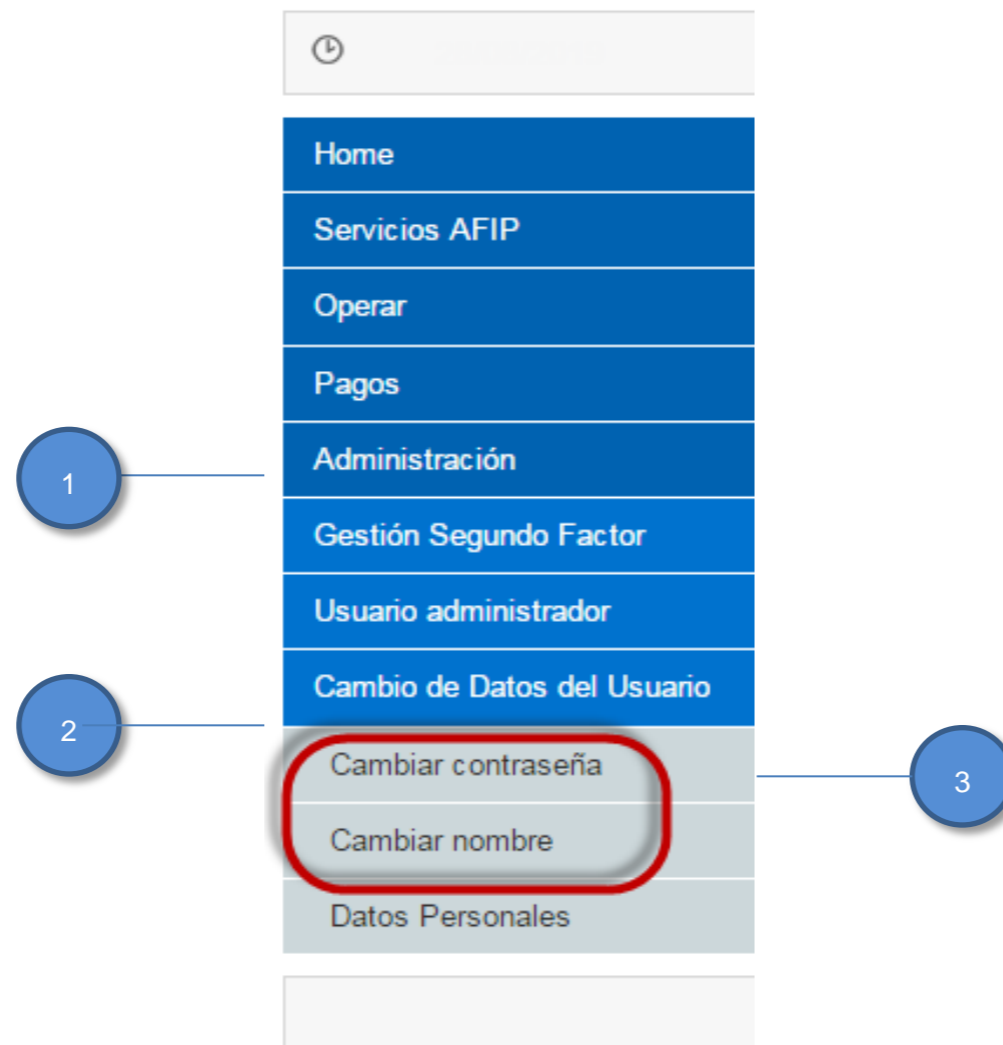 Home
Servicios AFIP
Operar
Pagos
Administración
1
Gestión Segundo Factor
Usuario administrador
Cambio de Datos del Usuario
2
Cambiar contraseña
3
Cambiar nombre
Datos Personales